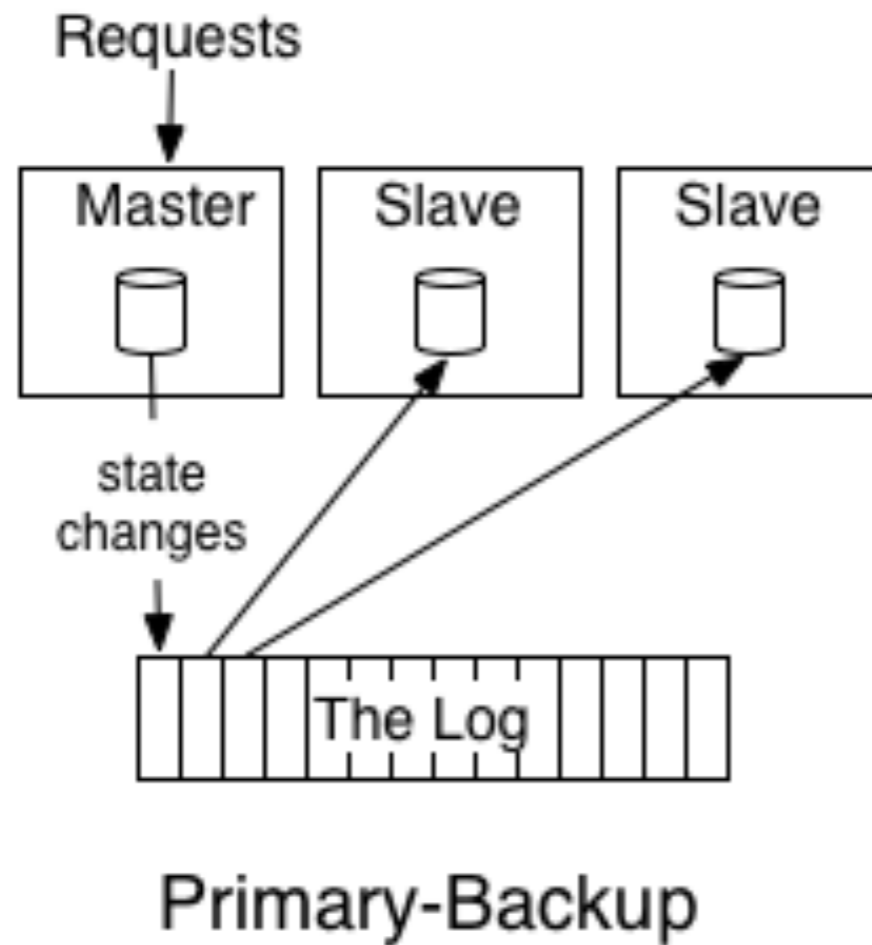 Requests
Master
Slave
Slave
state
changes
The Log
Primary-Backup